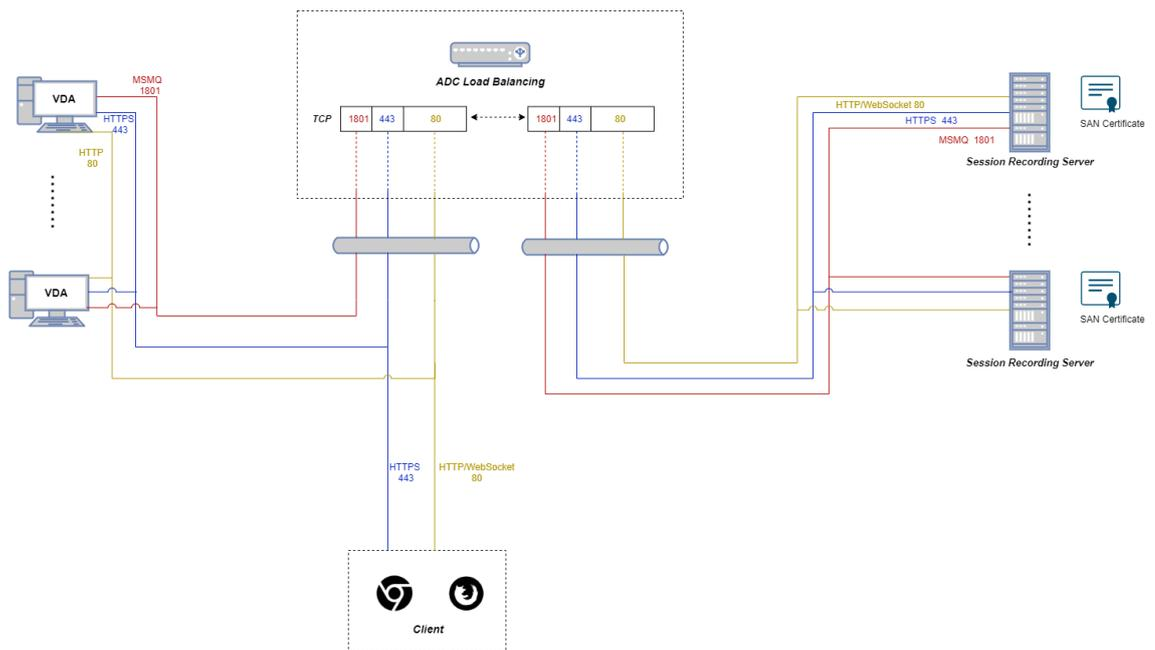 ADC Load Balancing
TCP
1801 443 80
1801 443 80
VDA
MSMQ
1801
HTTPS
443
HTTP
80
VDA
HTTP/WebSocket 80
HTTPS 443
MSMQ 1801
SAN Certificate
Session Recording Server
SAN Certificate
Session Recording Server
HTTPS
443
HTTP/WebSocket
80
Client